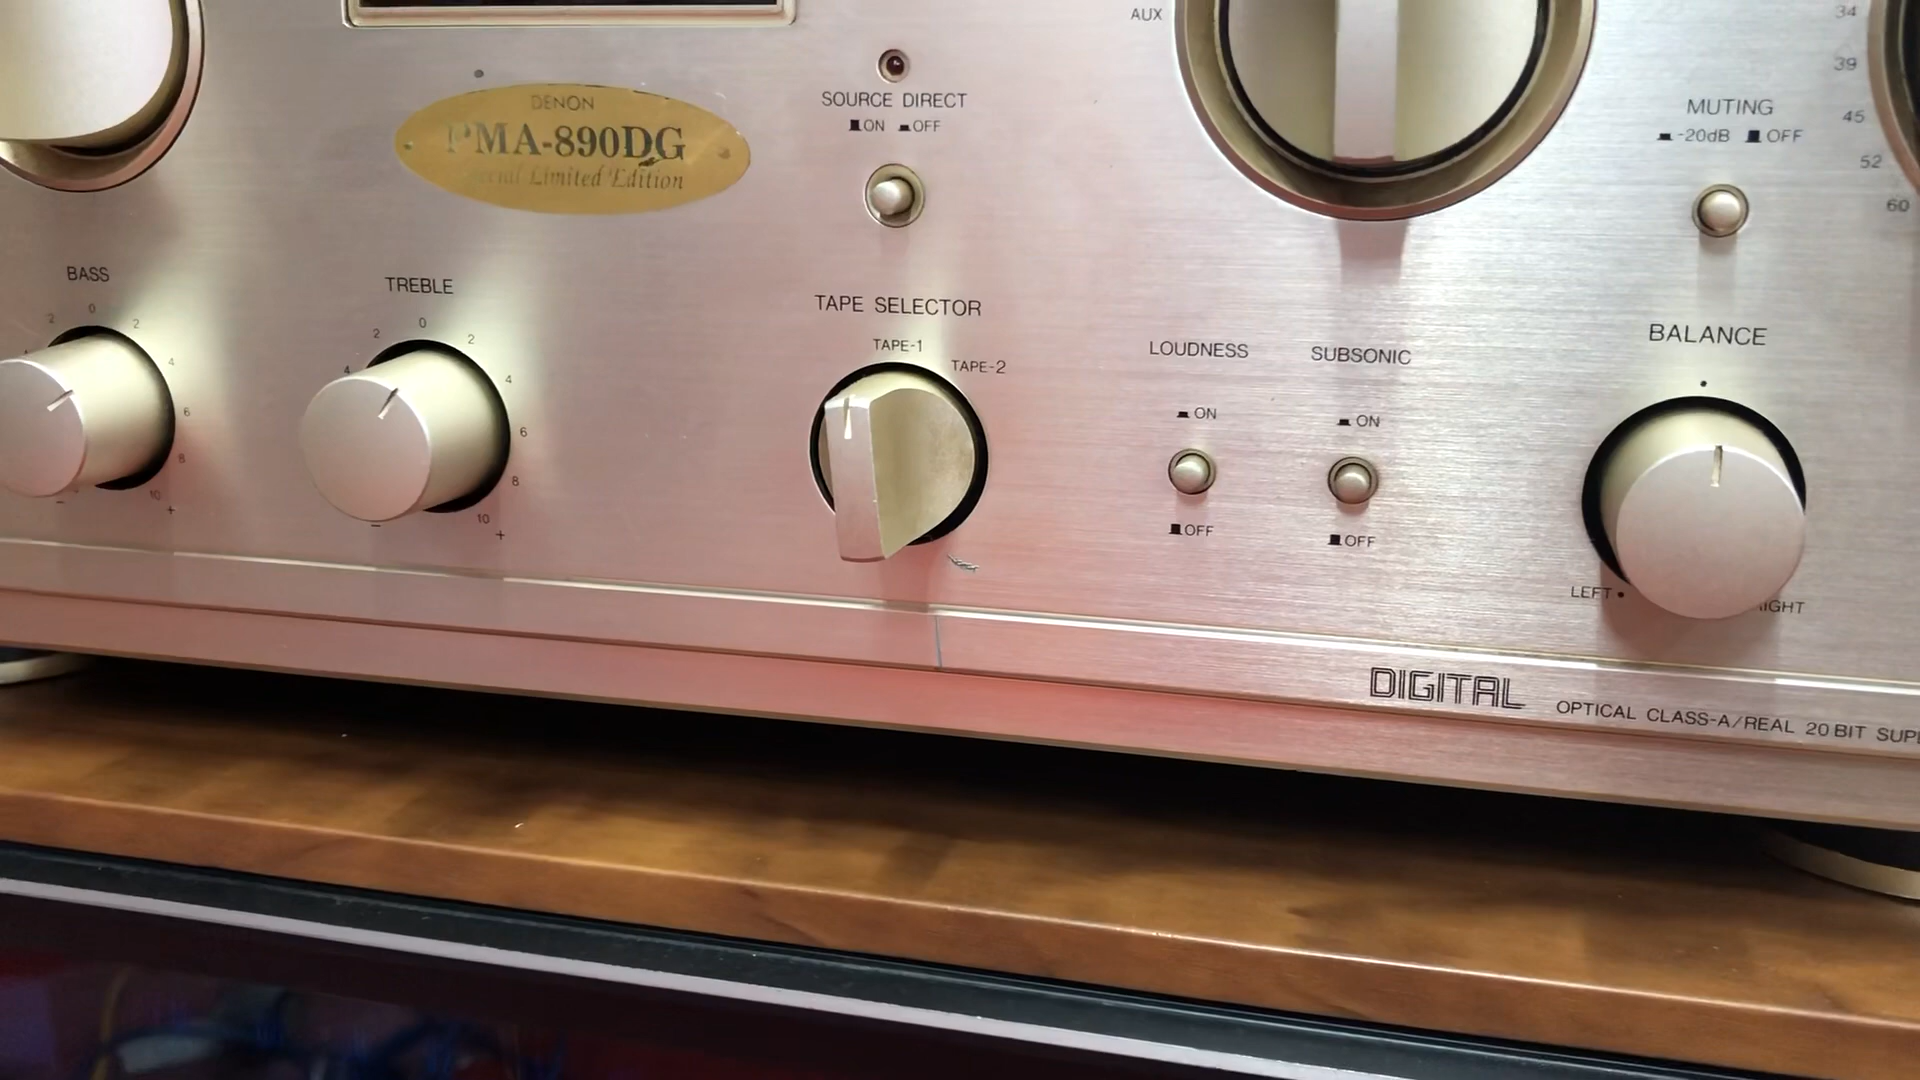 AUX
34
39
45
52
60
DENON
PMA-890DG
Limited Edition
SOURCE DIRECT
ON OFF
MUTING
-20dB OFF
BASS
2 0 2
4
6
8
10
- +
TREBLE
2 0 2
4 4
6
8
10
- +
TAPE SELECTOR
TAPE-1
TAPE-2
LOUDNESS
ON
OFF
SUBSONIC
ON
OFF
BALANCE
LEFT
DIGITAL
OPTICAL CLASS-A/REAL 20 BIT